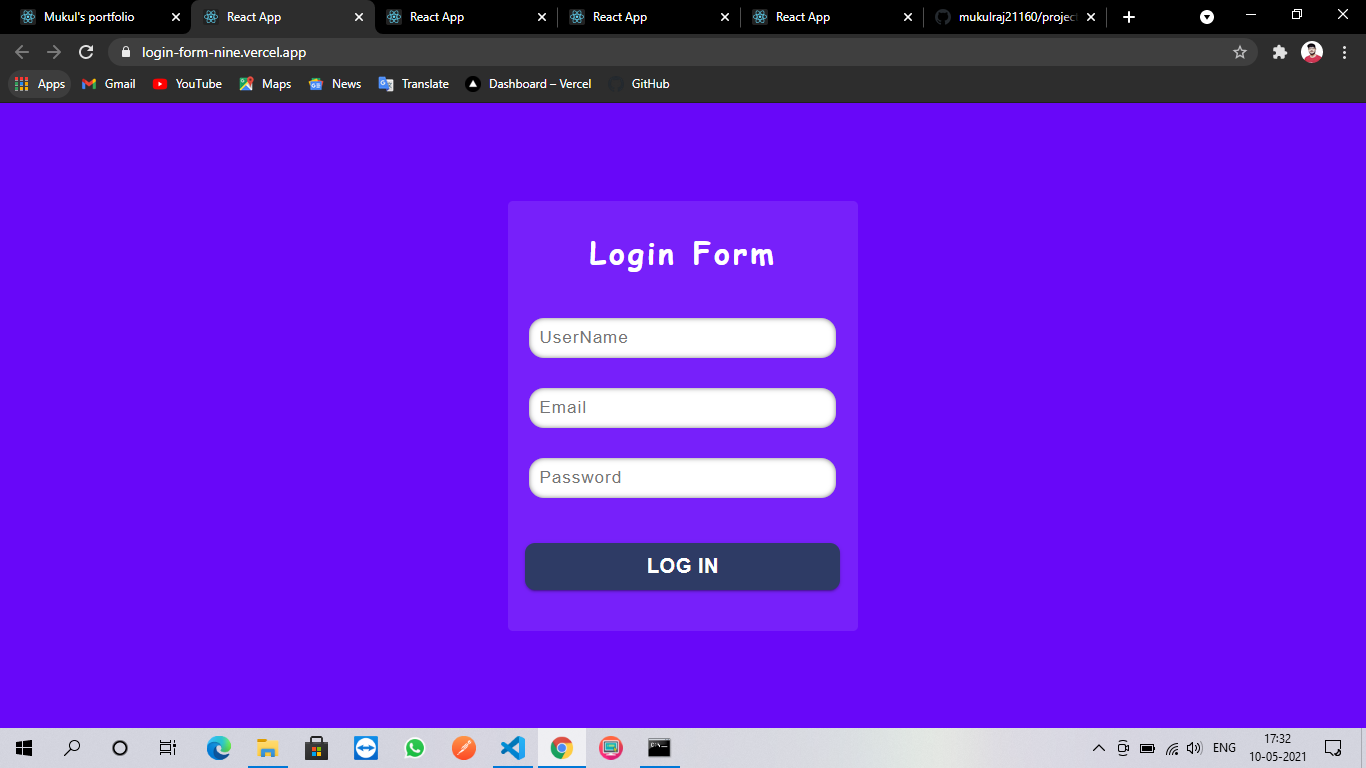 Mukul's portfolio React App React App React App React App mukulraj21160/projec
login-form-nine.vercel.app
Apps Gmail YouTube Maps News Translate Dashboard – Vercel GitHub
Login Form
UserName
Email
Password
LOG IN
ENG 17:32
10-05-2021